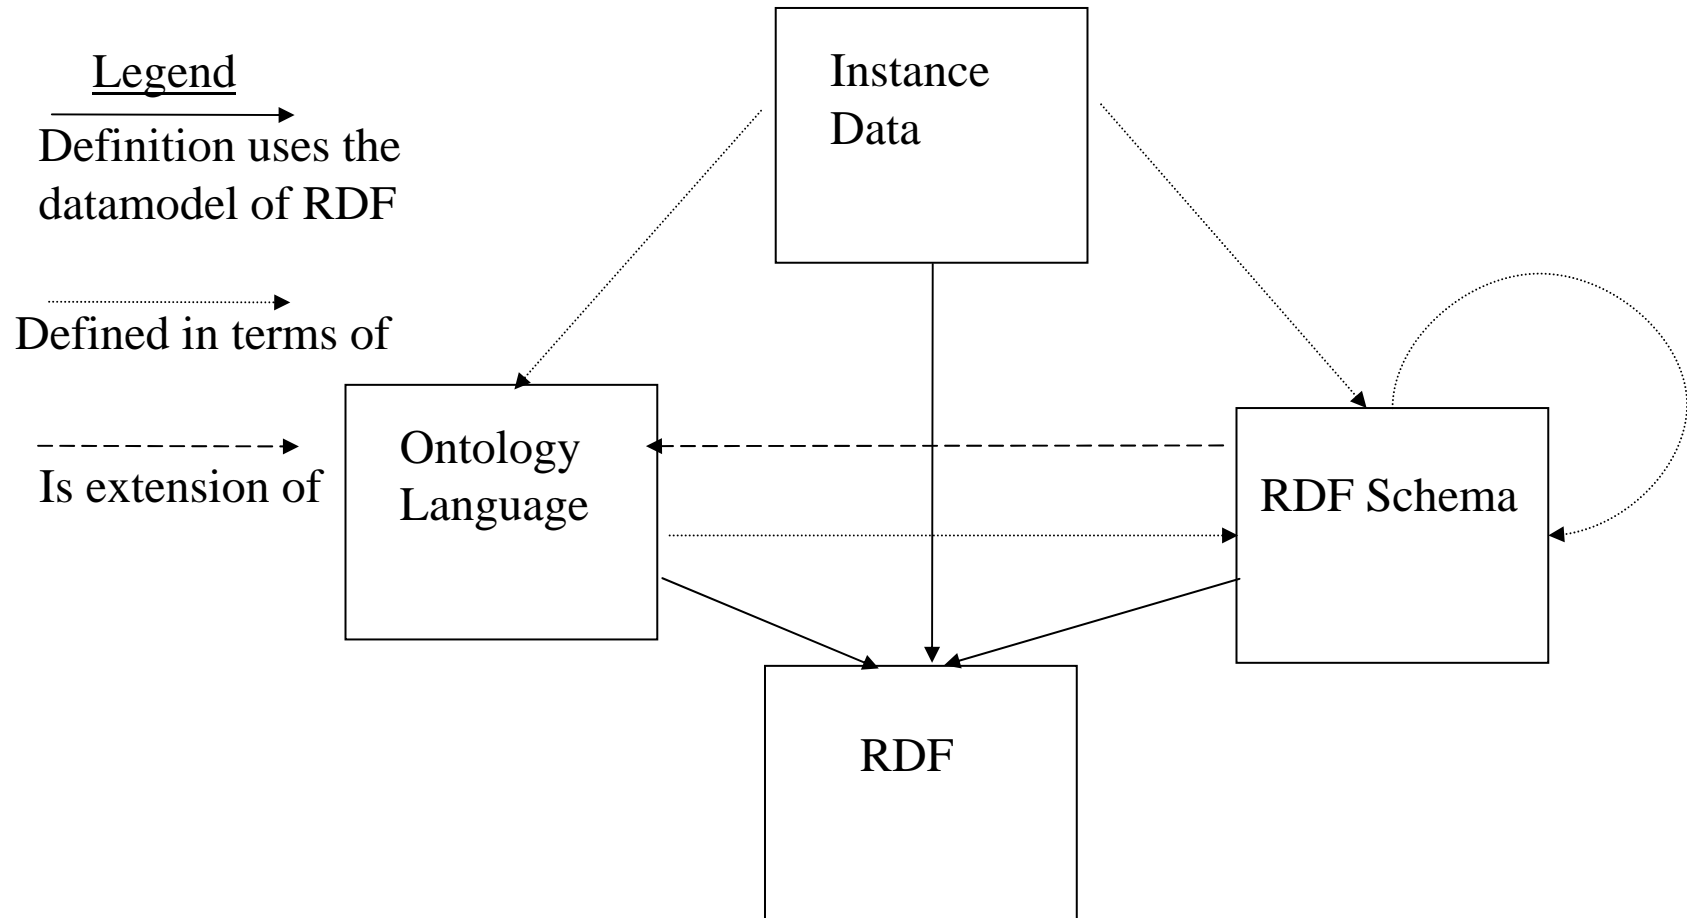 Legend
Definition uses the
datamodel of RDF
Defined in terms of
Is extension of
Instance
Data
Ontology
Language
RDF Schema
RDF